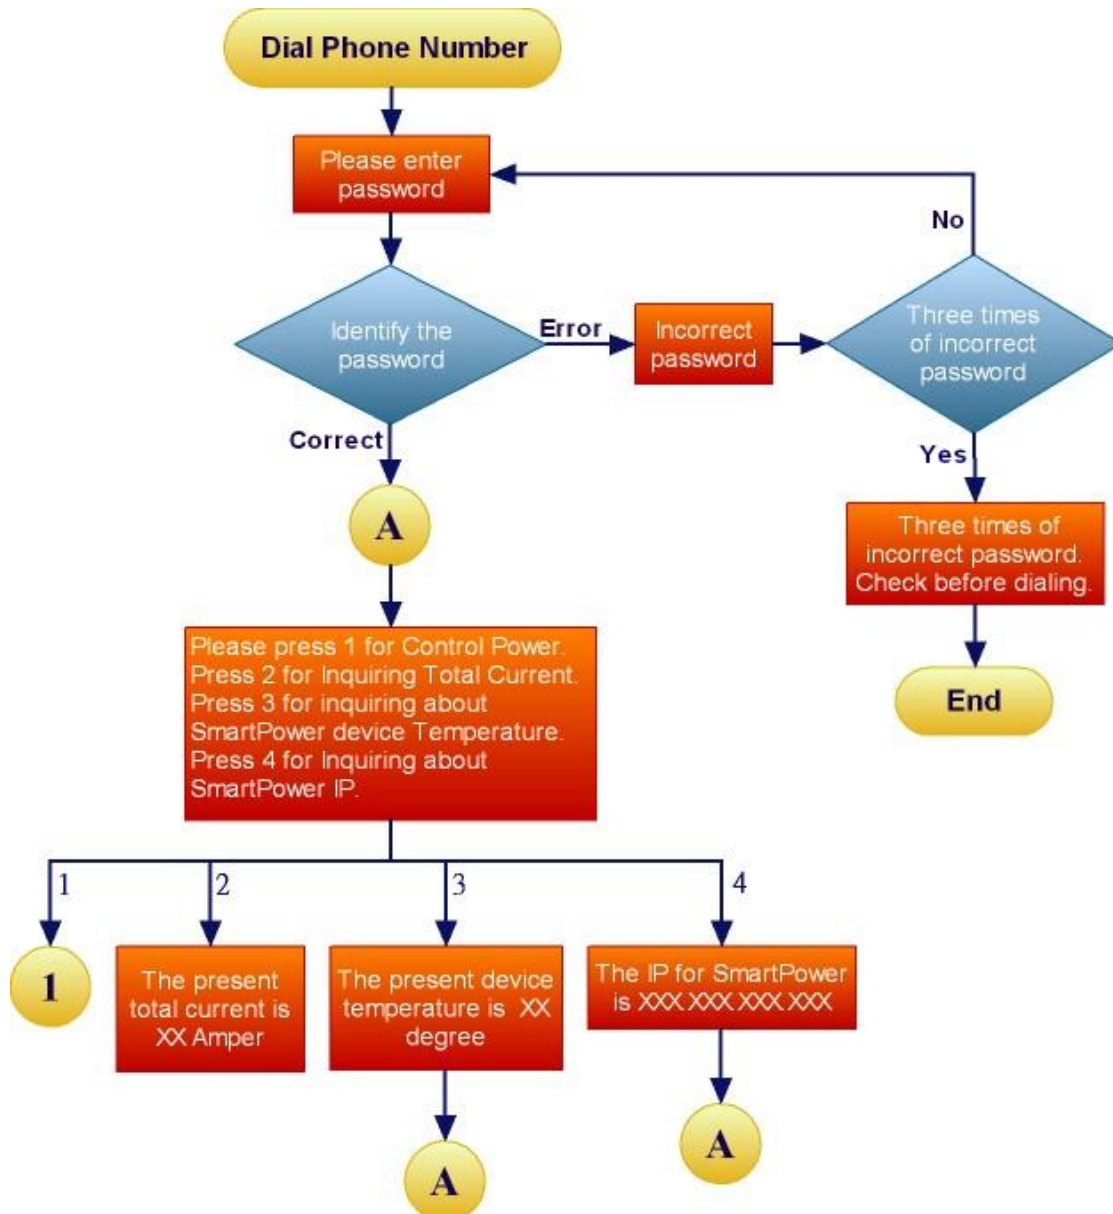 Dial Phone Number
Please enter
password
No
Identify the
password
Error
Incorrect
password
Three times
of incorrect
password
Correct
Yes
A
Three times of
incorrect password.
Check before dialing.
Please press 1 for Control Power.
Press 2 for Inquiring Total Current.
Press 3 for inquiring about
SmartPower device Temperature.
Press 4 for Inquiring about
SmartPower IP.
End
1
2
3
4
1
The present
total current is
XX Amper
The present device
temperature is XX
degree
The IP for SmartPower
is XXX.XXX.XXX.XXX
A
A